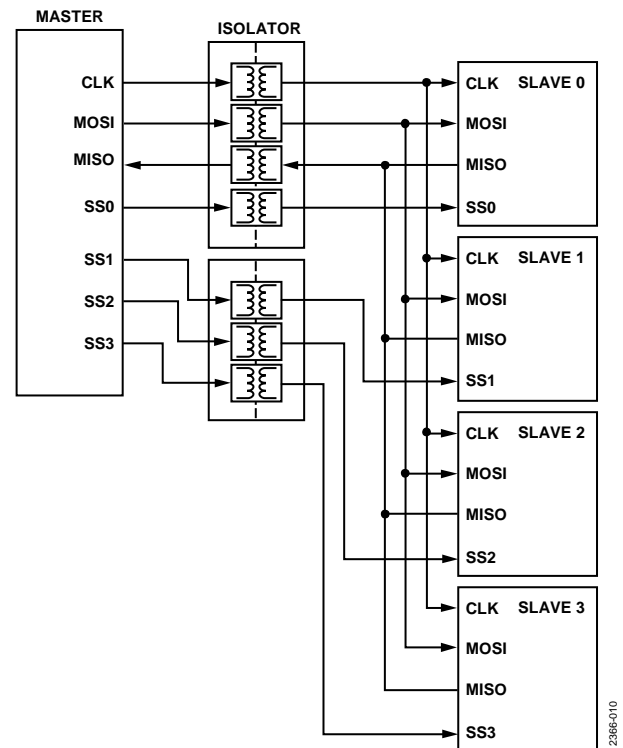 MASTER
CLK
MOSI
MISO
SS0
SS1
SS2
SS3
ISOLATOR
CLK SLAVE 0
MOSI
MISO
SS0
CLK SLAVE 1
MOSI
MISO
SS1
CLK SLAVE 2
MOSI
MISO
SS2
CLK SLAVE 3
MOSI
MISO
SS3
2366-010